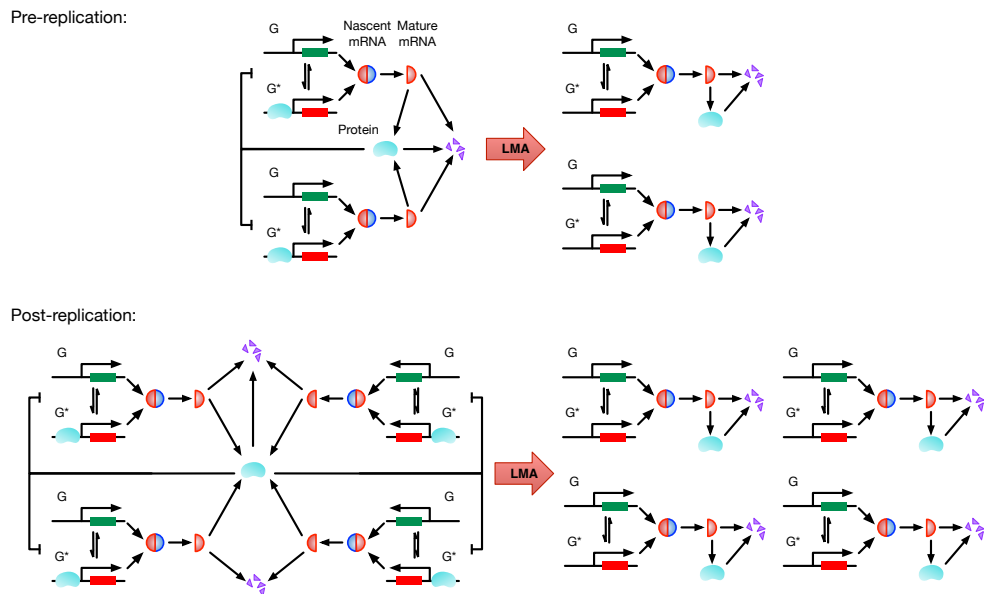 Pre-replication:
G
Nascent Mature
mRNA mRNA
G*
Protein
G
G*
LMA
G
G*
G
G*
Post-replication:
G
G*
G
G*
G
G*
G
G*
LMA
G
G*
G
G*
G
G*
G
G*